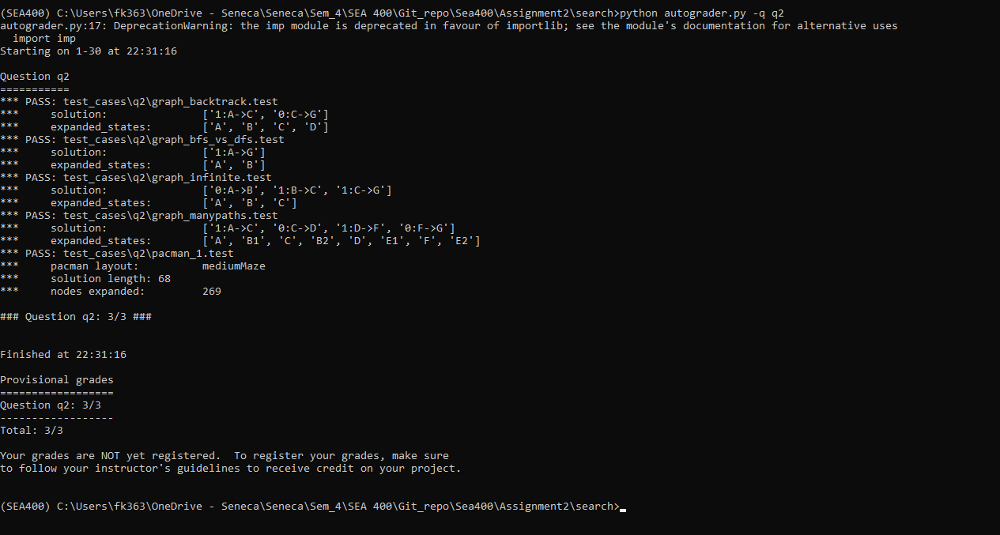 (SEA400) C:\Users\fk363\OneDrive - Seneca\Seneca\Sem_4\SEA 400\Git_repo\Sea400\Assignment2\search>python autograder.py -q q2
autograder.py:17: DeprecationWarning: the imp module is deprecated in favour of importlib; see the module's documentation for alternative uses
  import imp
Starting on 1-30 at 22:31:16

Question q2
===========
*** PASS: test_cases\q2\graph_backtrack.test
***     solution:               ['1:A->C', '0:C->G']
***     expanded_states:        ['A', 'B', 'C', 'D']
*** PASS: test_cases\q2\graph_bfs_vs_dfs.test
***     solution:               ['1:A->G']
***     expanded_states:        ['A', 'B']
*** PASS: test_cases\q2\graph_infinite.test
***     solution:               ['0:A->B', '1:B->C', '1:C->G']
***     expanded_states:        ['A', 'B', 'C']
*** PASS: test_cases\q2\graph_manypaths.test
***     solution:               ['1:A->C', '0:C->D', '1:D->F', '0:F->G']
***     expanded_states:        ['A', 'B1', 'C', 'B2', 'D', 'E1', 'F', 'E2']
*** PASS: test_cases\q2\pacman_1.test
***     pacman layout:          mediumMaze
***     solution length: 68
***     nodes expanded:         269

### Question q2: 3/3 ###


Finished at 22:31:16

Provisional grades
==================
Question q2: 3/3
------------------
Total: 3/3

Your grades are NOT yet registered.  To register your grades, make sure
to follow your instructor's guidelines to receive credit on your project.


(SEA400) C:\Users\fk363\OneDrive - Seneca\Seneca\Sem_4\SEA 400\Git_repo\Sea400\Assignment2\search>